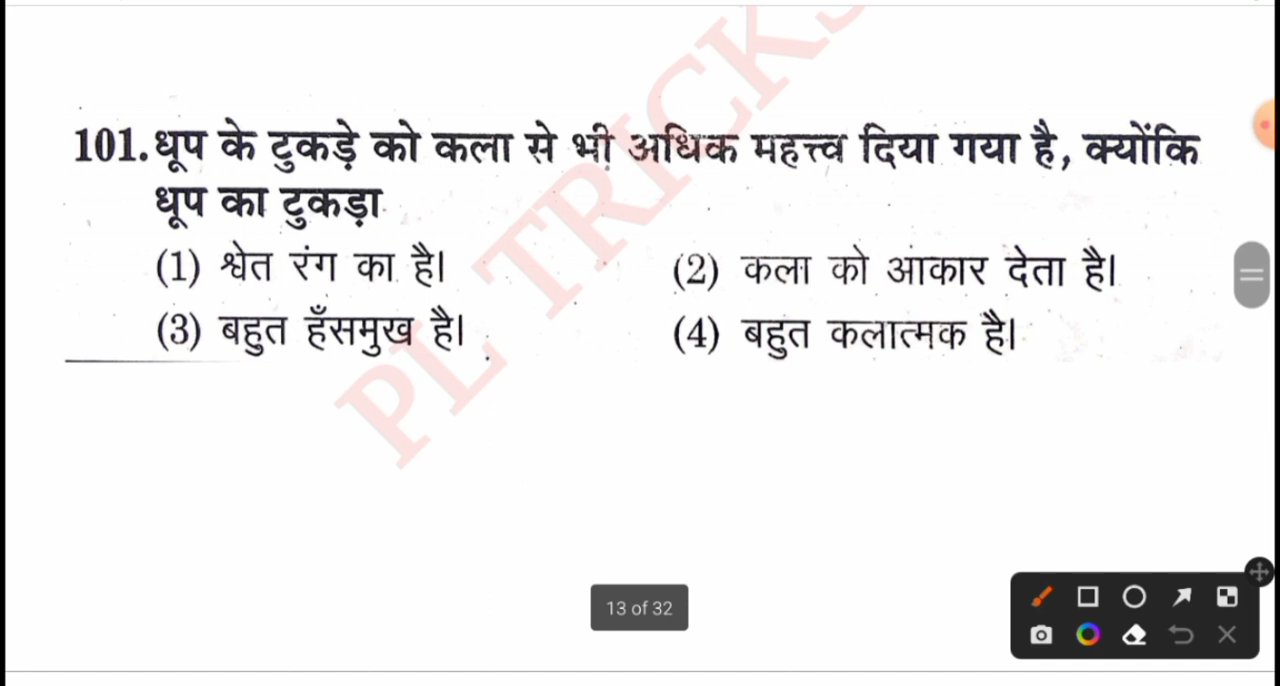 101. धूप के टुकड़े को कला से भी अधिक महत्त्व दिया गया है, क्योंकि
धूप का टुकड़ा
(1) श्वेत रंग का है। (2) कला को आकार देता है।
(3) बहुत हँसमुख है। (4) बहुत कलात्मक है।
PL TRICKS
13 of 32